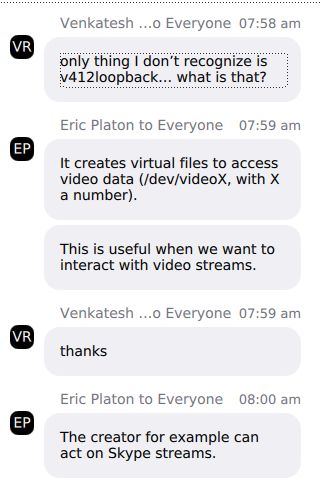 Venkatesh ...o Everyone 07:58 am
VR
only thing I don’t recognize is
v412loopback... what is that?
Eric Platon to Everyone 07:59 am
EP
It creates virtual files to access
video data (/dev/videoX, with X
a number).
This is useful when we want to
interact with video streams.
Venkatesh ...o Everyone 07:59 am
VR
thanks
Eric Platon to Everyone 08:00 am
EP
The creator for example can
act on Skype streams.